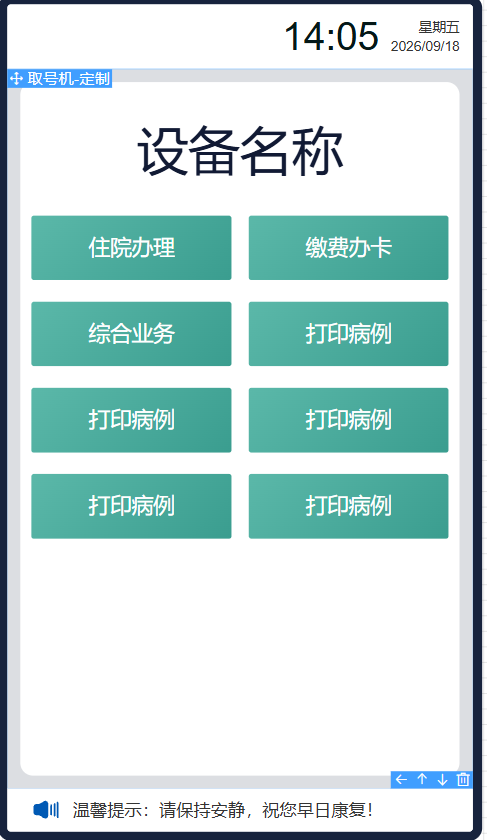 14:05
星期五
2026/09/18
取号机-定制
设备名称
住院办理
缴费办卡
综合业务
打印病例
打印病例
打印病例
打印病例
打印病例
温馨提示：请保持安静，祝您早日康复！